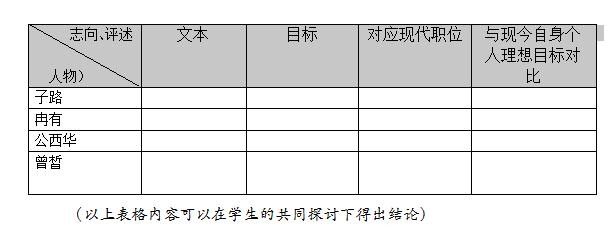 志向、评述
人物）
文本
目标
对应现代职位
与现今自身个
人理想目标对
比
子路
冉有
公西华
曾皙
（以上表格内容可以在学生的共同探讨下得出结论）